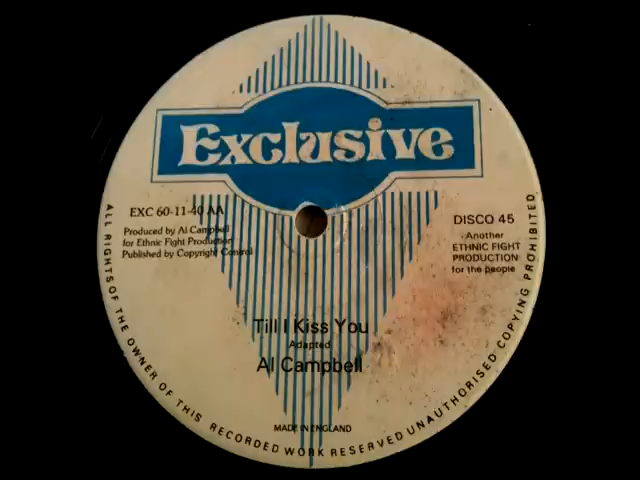 Exclusive
EXC 60-11-40 AA
Produced by Al Campbell
for Ethnic Fight Production
Published by Copyright Control
DISCO 45
Another
ETHNIC FIGHT
PRODUCTION
for the people
Till I Kiss You
Adapted
Al Campbell
MADE IN ENGLAND
ALL RIGHTS OF THE OWNER OF THIS RECORDED WORK RESERVED UNAUTHORISED COPYING PROHIBITED